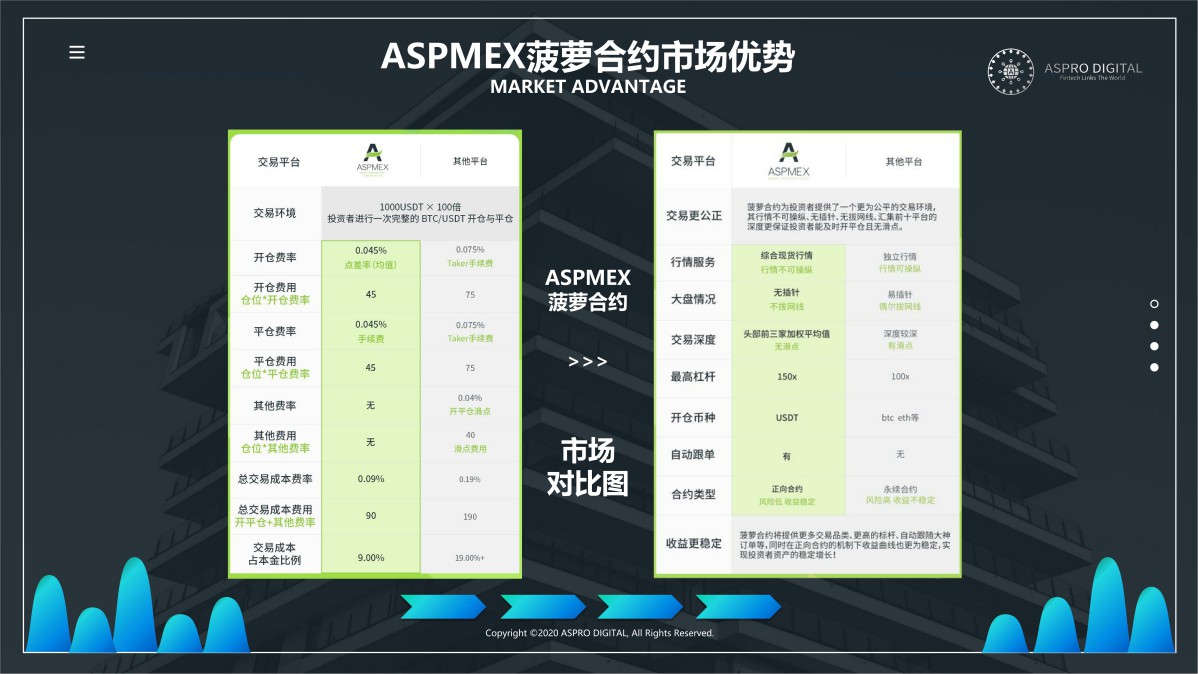 ASPMEX菠萝合约市场优势
MARKET ADVANTAGE
ASPRO DIGITAL
Fintech Links The World
交易平台
ASPMEX
其他平台
交易环境
1000USDT × 100倍
投资者进行一次完整的 BTC/USDT 开仓与平仓
开仓费率
0.045%
点差率(均值)
0.075%
Taker手续费
开仓费用
仓位*开仓费率
45
75
平仓费率
0.045%
手续费
0.075%
Taker手续费
平仓费用
仓位*平仓费率
45
75
其他费率
无
0.04%
开平仓滑点
其他费用
仓位*其他费率
无
40
滑点费用
总交易成本费率
0.09%
0.19%
总交易成本费用
开平仓+其他费率
90
190
交易成本
占本金比例
9.00%
19.00%+
ASPMEX
菠萝合约
>>>
市场
对比图
交易平台
ASPMEX
其他平台
交易更公正
菠萝合约为投资者提供了一个更为公平的交易环境,
其行情不可操纵、无插针、无拔网线、汇集前十平台的
深度更保证投资者能及时开平仓且无滑点。
行情服务
综合现货行情
行情不可操纵
独立行情
行情可操纵
大盘情况
无插针
不拔网线
易插针
偶尔拔网线
交易深度
头部前三家加权平均值
无滑点
深度较深
有滑点
最高杠杆
150x
100x
开仓币种
USDT
btc eth等
自动跟单
有
无
合约类型
正向合约
风险低 收益稳定
永续合约
风险高 收益不稳定
收益更稳定
菠萝合约将提供更多交易品类、更高的标杆、自动跟随大神
订单等,同时在正向合约的机制下收益曲线也更为稳定,实
现投资者资产的稳定增长!
Copyright ©2020 ASPRO DIGITAL, All Rights Reserved.